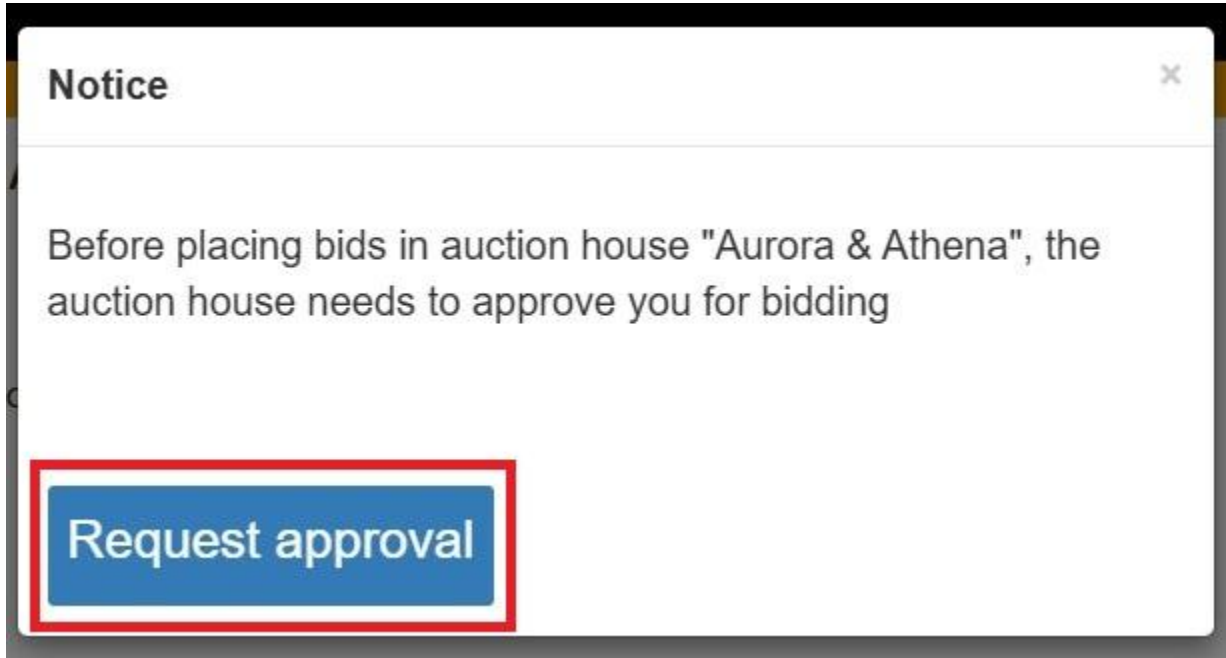 Notice
×
Before placing bids in auction house "Aurora & Athena", the
auction house needs to approve you for bidding
Request approval